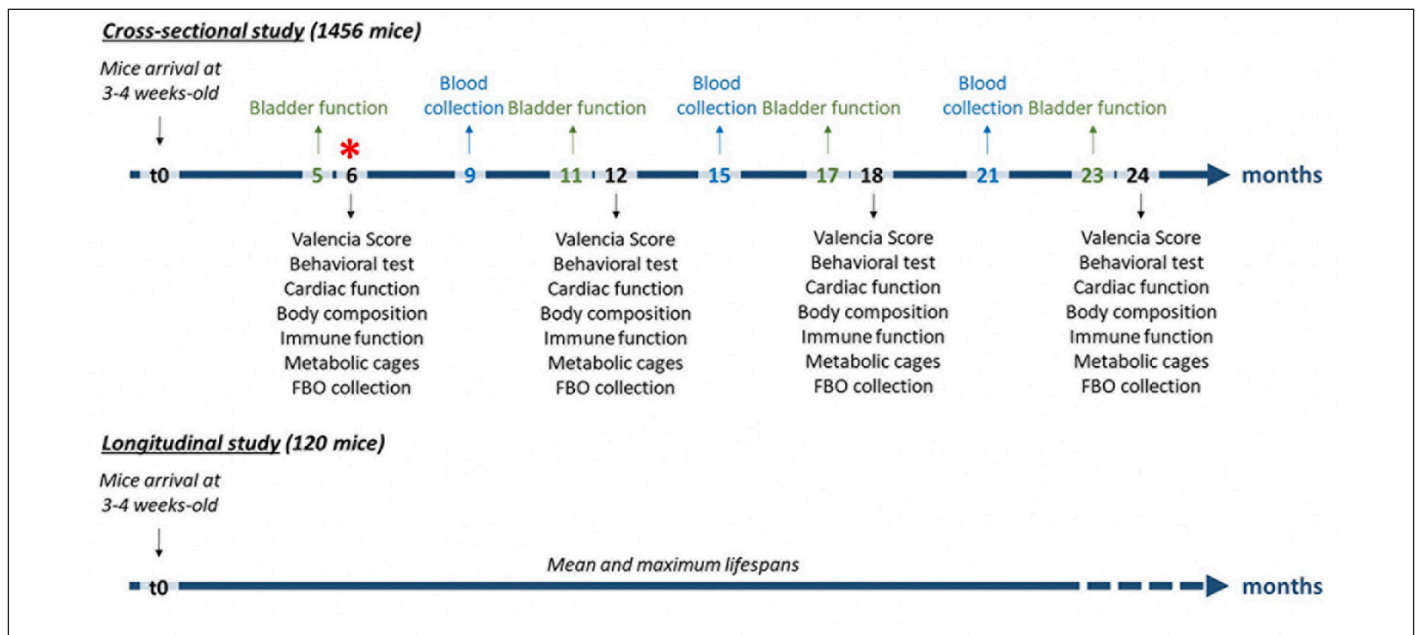 Cross-sectional study (1456 mice)
Mice arrival at
3-4 weeks-old
Bladder function
Blood
collection
Bladder function
Blood
collection
Bladder function
Blood
collection
Bladder function
*
t0 5 6 9 11 12 15 17 18 21 23 24 months
Valencia Score
Behavioral test
Cardiac function
Body composition
Immune function
Metabolic cages
FBO collection
Valencia Score
Behavioral test
Cardiac function
Body composition
Immune function
Metabolic cages
FBO collection
Valencia Score
Behavioral test
Cardiac function
Body composition
Immune function
Metabolic cages
FBO collection
Valencia Score
Behavioral test
Cardiac function
Body composition
Immune function
Metabolic cages
FBO collection
Longitudinal study (120 mice)
Mice arrival at
3-4 weeks-old
Mean and maximum lifespans
t0 months